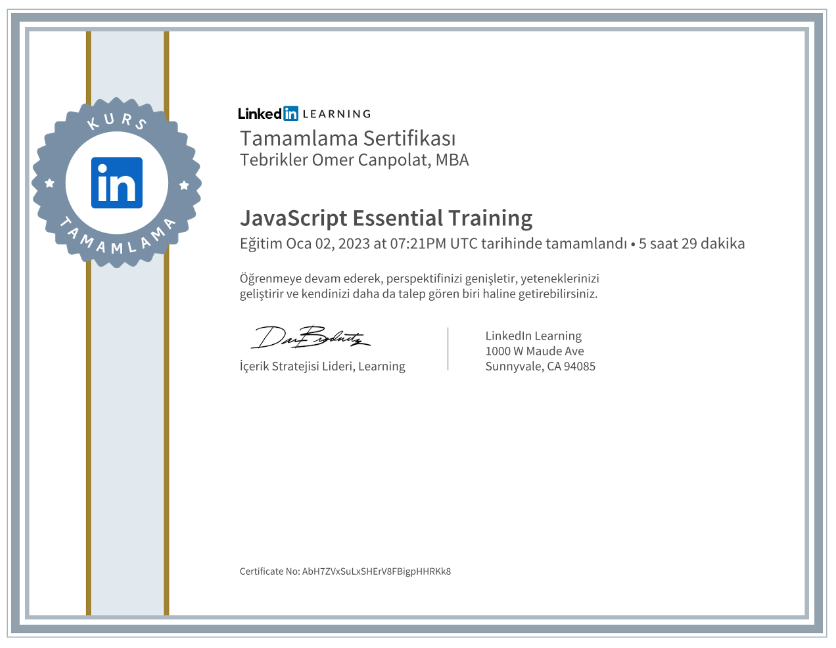 KURS
in
TAMAMLAMA
Linked in LEARNING
Tamamlama Sertifikası
Tebrikler Omer Canpolat, MBA
JavaScript Essential Training
Eğitim Oca 02, 2023 at 07:21PM UTC tarihinde tamamlandı • 5 saat 29 dakika
Öğrenmeye devam ederek, perspektifinizi genişletir, yeteneklerinizi
geliştirir ve kendinizi daha da talep gören biri haline getirebilirsiniz.
İçerik Stratejisi Lideri, Learning
LinkedIn Learning
1000 W Maude Ave
Sunnyvale, CA 94085
Certificate No: AbH7ZVxSuLxSHErV8FBigpHHRKk8